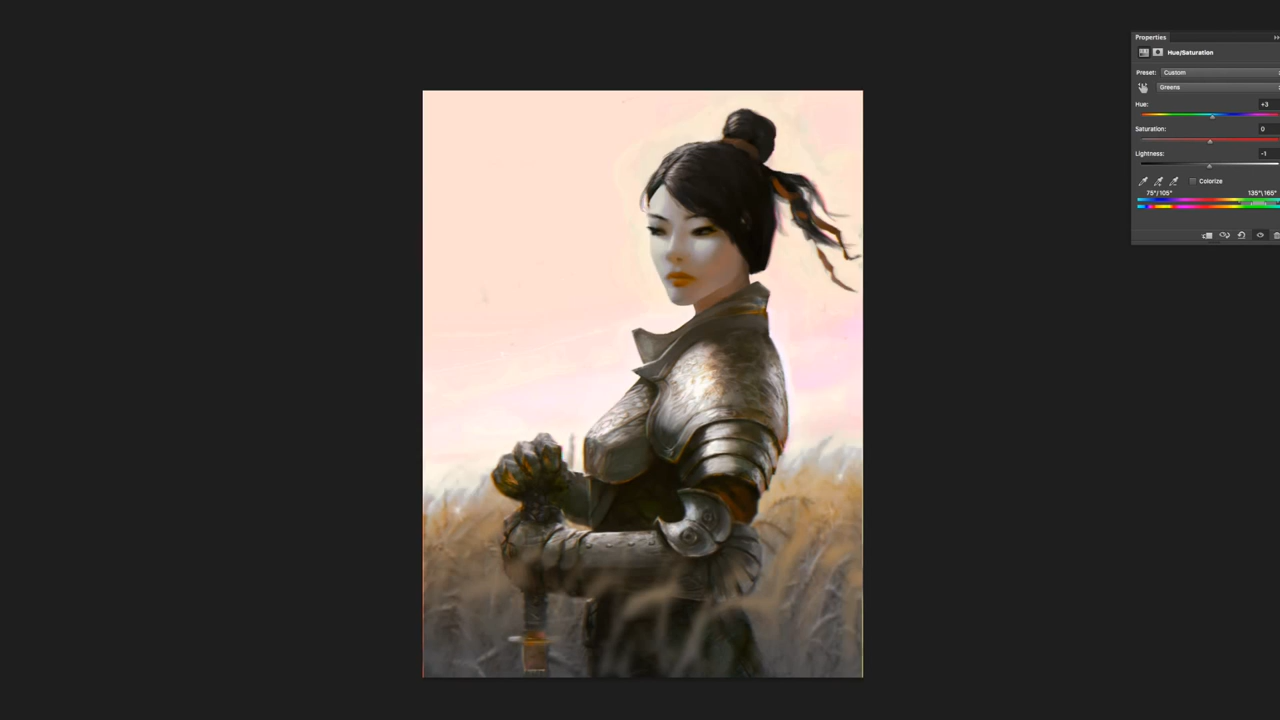 Properties
Hue/Saturation
Preset: Custom
Greens
Hue: +3
Saturation: 0
Lightness: -1
Colorize
75°/105° 135°\165°